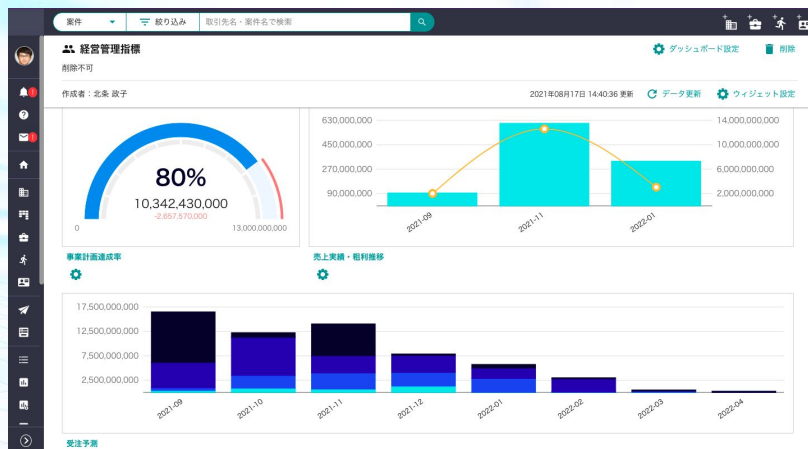 案件
絞り込み
取引先名・案件名で検索
経営管理指標
ダッシュボード設定
削除
削除不可
作成者：北条 政子
2021年08月17日 14:40:36 更新
データ更新
ウィジェット設定
80%
10,342,430,000
-2,657,570,000
0
13,000,000,000
事業計画達成率
630,000,000
450,000,000
270,000,000
90,000,000
14,000,000,000
10,000,000,000
6,000,000,000
2,000,000,000
2021-09
2021-11
2022-01
売上実績・粗利推移
17,500,000,000
12,500,000,000
7,500,000,000
2,500,000,000
2021-09
2021-10
2021-11
2021-12
2022-01
2022-02
2022-03
2022-04
受注予測